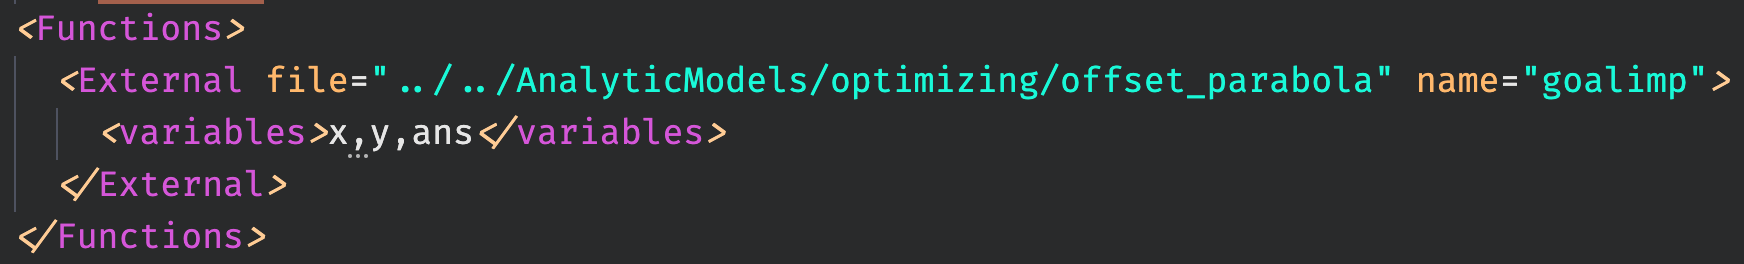 <Functions>
<External file="../../AnalyticModels/optimizing/offset_parabola" name="goalimp">
<variables>x,y,ans</variables>
</External>
</Functions>